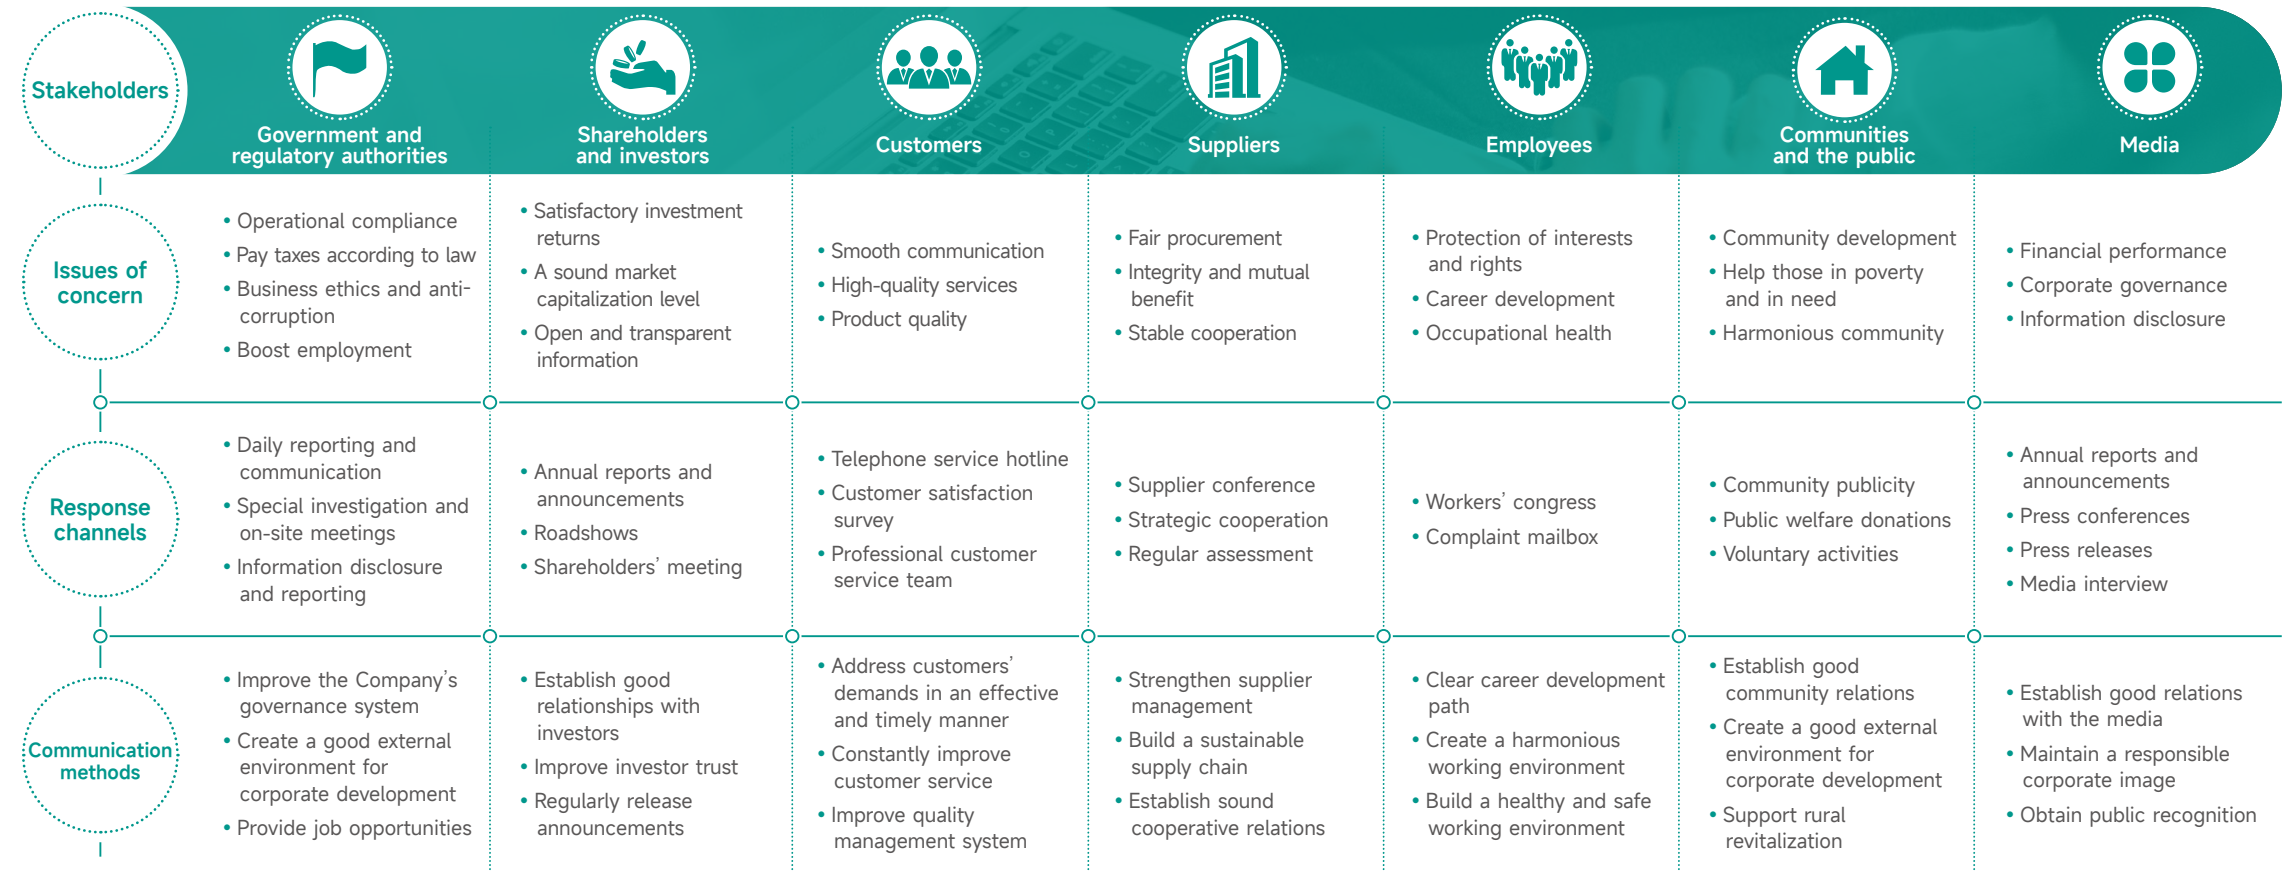 Stakeholders
Government and
regulatory authorities
Shareholders
and investors
Customers
Suppliers
Employees
Communities
and the public
Media
Issues of
concern
• Operational compliance
• Pay taxes according to law
• Business ethics and anti-
corruption
• Boost employment
• Satisfactory investment
returns
• A sound market
capitalization level
• Open and transparent
information
• Smooth communication
• High-quality services
• Product quality
• Fair procurement
• Integrity and mutual
benefit
• Stable cooperation
• Protection of interests
and rights
• Career development
• Occupational health
• Community development
• Help those in poverty
and in need
• Harmonious community
• Financial performance
• Corporate governance
• Information disclosure
Response
channels
• Daily reporting and
communication
• Special investigation and
on-site meetings
• Information disclosure
and reporting
• Annual reports and
announcements
• Roadshows
• Shareholders’ meeting
• Telephone service hotline
• Customer satisfaction
survey
• Professional customer
service team
• Supplier conference
• Strategic cooperation
• Regular assessment
• Workers’ congress
• Complaint mailbox
• Community publicity
• Public welfare donations
• Voluntary activities
• Annual reports and
announcements
• Press conferences
• Press releases
• Media interview
Communication
methods
• Improve the Company’s
governance system
• Create a good external
environment for
corporate development
• Provide job opportunities
• Establish good
relationships with
investors
• Improve investor trust
• Regularly release
announcements
• Address customers’
demands in an effective
and timely manner
• Constantly improve
customer service
• Improve quality
management system
• Strengthen supplier
management
• Build a sustainable
supply chain
• Establish sound
cooperative relations
• Clear career development
path
• Create a harmonious
working environment
• Build a healthy and safe
working environment
• Establish good
community relations
• Create a good external
environment for
corporate development
• Support rural
revitalization
• Establish good relations
with the media
• Maintain a responsible
corporate image
• Obtain public recognition